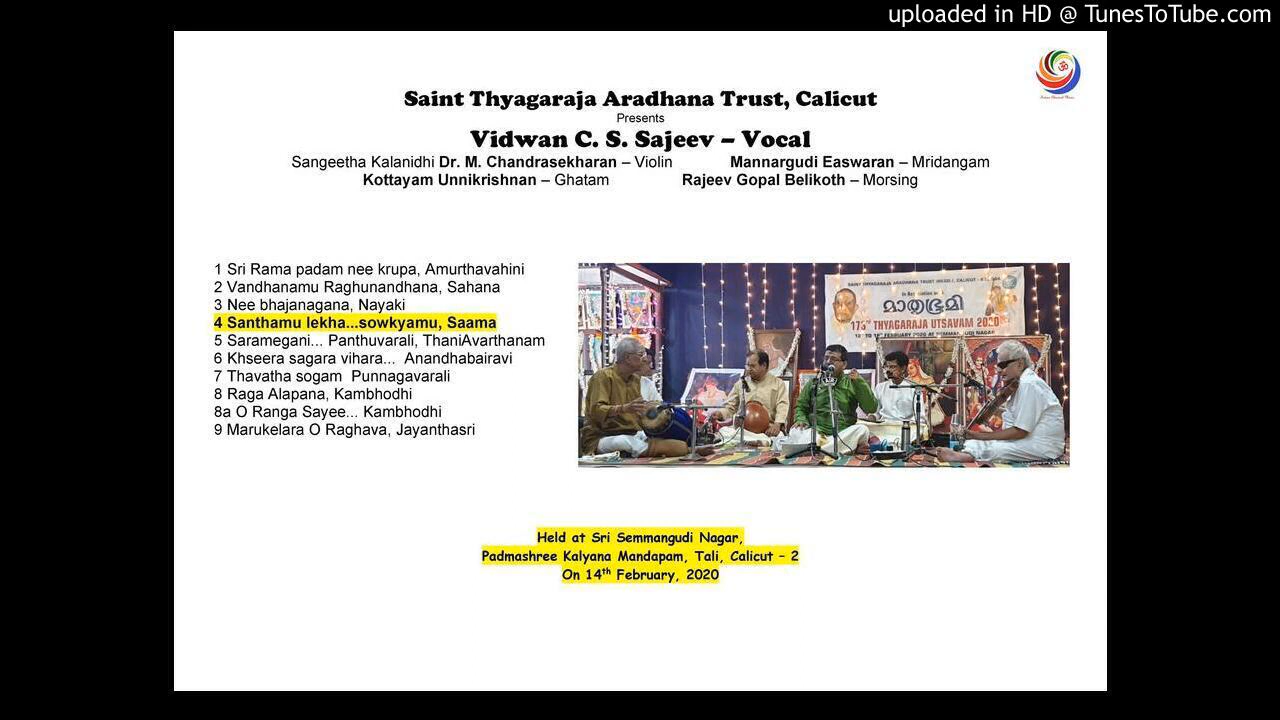 uploaded in HD @ TunesToTube.com
Saint Thyagaraja Aradhana Trust, Calicut
Presents
Vidwan C. S. Sajeev – Vocal
Sangeetha Kalanidhi Dr. M. Chandrasekharan – Violin Mannargudi Easwaran – Mridangam
Kottayam Unnikrishnan – Ghatam Rajeev Gopal Belikoth – Morsing
1 Sri Rama padam nee krupa, Amurthavahini
2 Vandhanamu Raghunandhana, Sahana
3 Nee bhajanagana, Nayaki
4 Santhamu lekha...sowkyamu, Saama
5 Saramegani... Panthuvarali, ThaniAvarthanam
6 Khseera sagara vihara... Anandhabairavi
7 Thavatha sogam Punnagavarali
8 Raga Alapana, Kambhodhi
8a O Ranga Sayee... Kambhodhi
9 Marukelara O Raghava, Jayanthasri
SAINT THYAGARAJA ARADHANA TRUST
മാതൃഭൂമി
THYAGARAJA UTSAVAM 2020
Held at Sri Semmangudi Nagar,
Padmashree Kalyana Mandapam, Tali, Calicut – 2
On 14th February, 2020